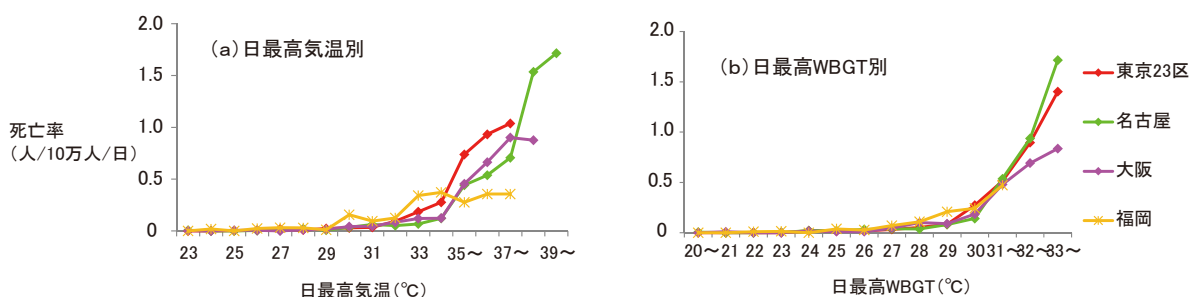 (a)日最高気温別
死亡率
(人/10万人/日)
2.0
1.5
1.0
0.5
0
23 25 27 29 31 33 35～ 37～ 39～
日最高気温(℃)
(b)日最高WBGT別
2.0
1.5
1.0
0.5
0
20～ 21 22 23 24 25 26 27 28 29 30 31～ 32～ 33～
日最高WBGT(℃)
東京23区
名古屋
大阪
福岡